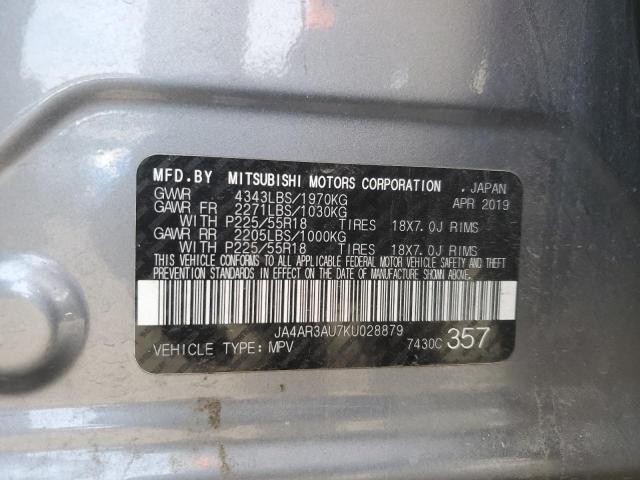 MFD.BY MITSUBISHI MOTORS CORPORATION . JAPAN
GVWR 4343LBS/1970KG APR 2019
GAWR FR 2271LBS/1030KG
WITH P225/55R18 TIRES 18X7.0J RIMS
GAWR RR 2205LBS/1000KG
WITH P225/55R18 TIRES 18X7.0J RIMS
THIS VEHICLE CONFORMS TO ALL APPLICABLE FEDERAL MOTOR VEHICLE SAFETY AND THEFT
PREVENTION STANDARDS IN EFFECT ON THE DATE OF MANUFACTURE SHOWN ABOVE.
JA4AR3AU7KU028879
VEHICLE TYPE: MPV 7430C 357